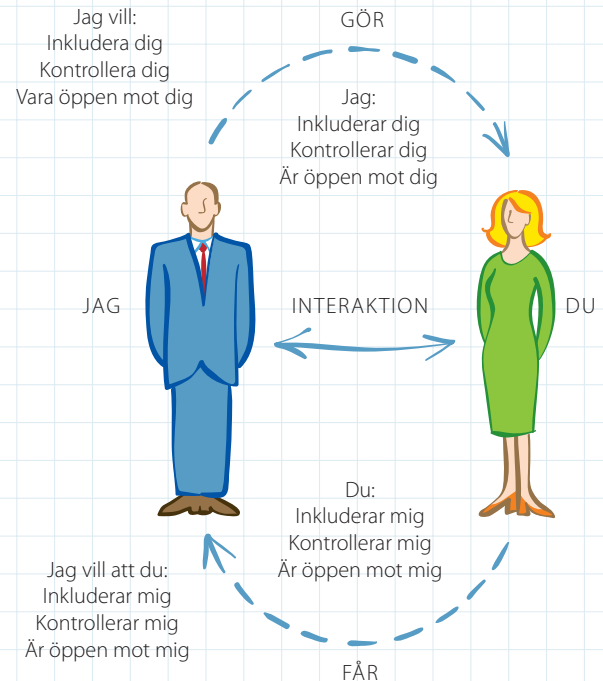 Jag vill:
Inkludera dig
Kontrollera dig
Vara öppen mot dig
GÖR
Jag:
Inkluderar dig
Kontrollerar dig
Är öppen mot dig
JAG
INTERAKTION
DU
Du:
Inkluderar mig
Kontrollerar mig
Är öppen mot mig
Jag vill att du:
Inkluderar mig
Kontrollerar mig
Är öppen mot mig
FÅR